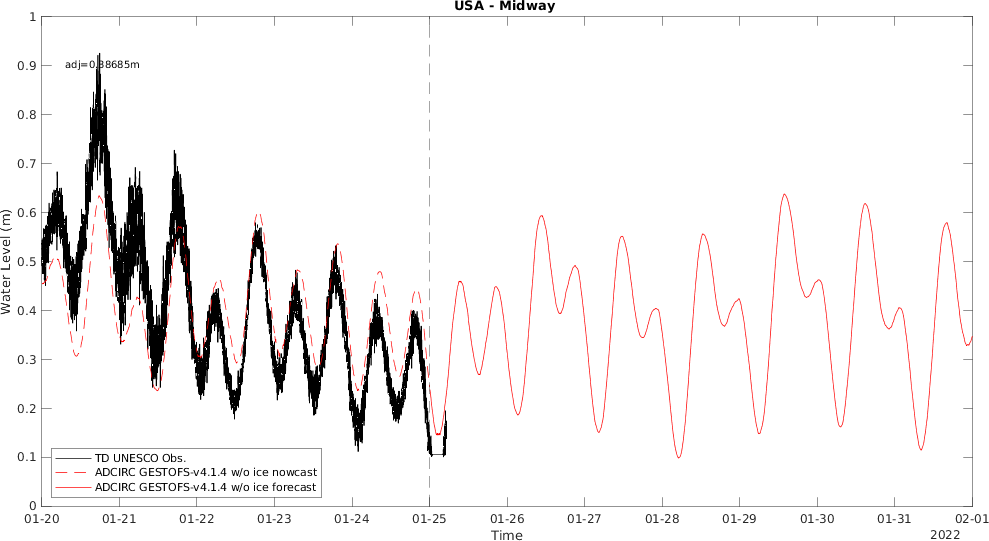 USA - Midway
1
0.9
0.8
0.7
0.6
0.5
0.4
0.3
0.2
0.1
0
Water Level (m)
adj=0.38685m
TD UNESCO Obs.
ADCIRC GESTOFS-v4.1.4 w/o ice nowcast
ADCIRC GESTOFS-v4.1.4 w/o ice forecast
01-20 01-21 01-22 01-23 01-24 01-25 01-26 01-27 01-28 01-29 01-30 01-31 02-01
Time
2022